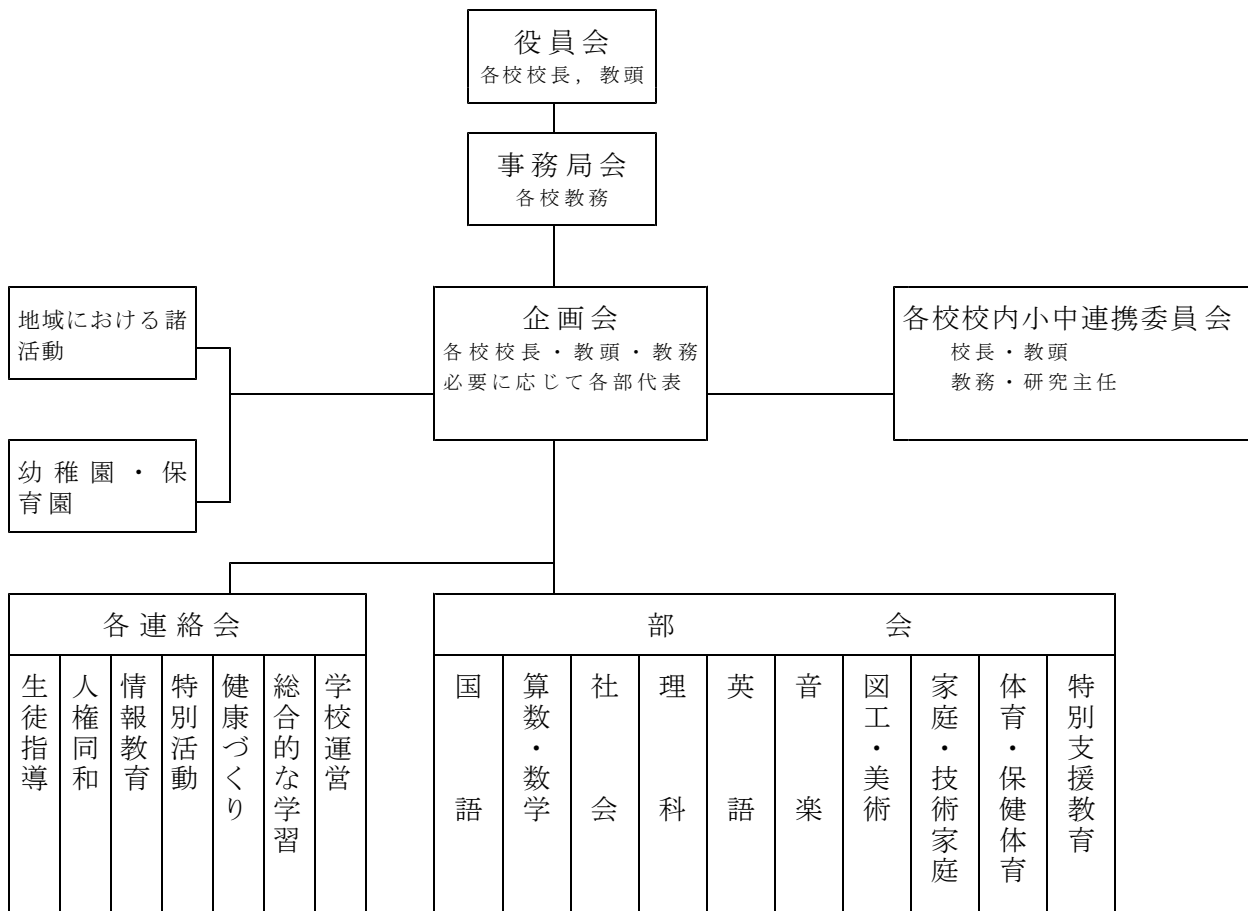 役員会
各校校長，教頭
事務局会
各校教務
地域における諸
活動
企画会
各校校長・教頭・教務
必要に応じて各部代表
各校校内小中連携委員会
校長・教頭
教務・研究主任
幼稚園・保
育園
各連絡会
生徒指導
人権同和
情報教育
特別活動
健康づくり
総合的な学習
学校運営
部会
国語
算数・数学
社会
理科
英語
音楽
図工・美術
家庭・技術家庭
体育・保健体育
特別支援教育